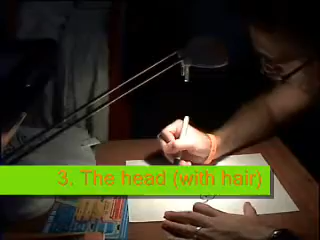 3. The head (with hair)